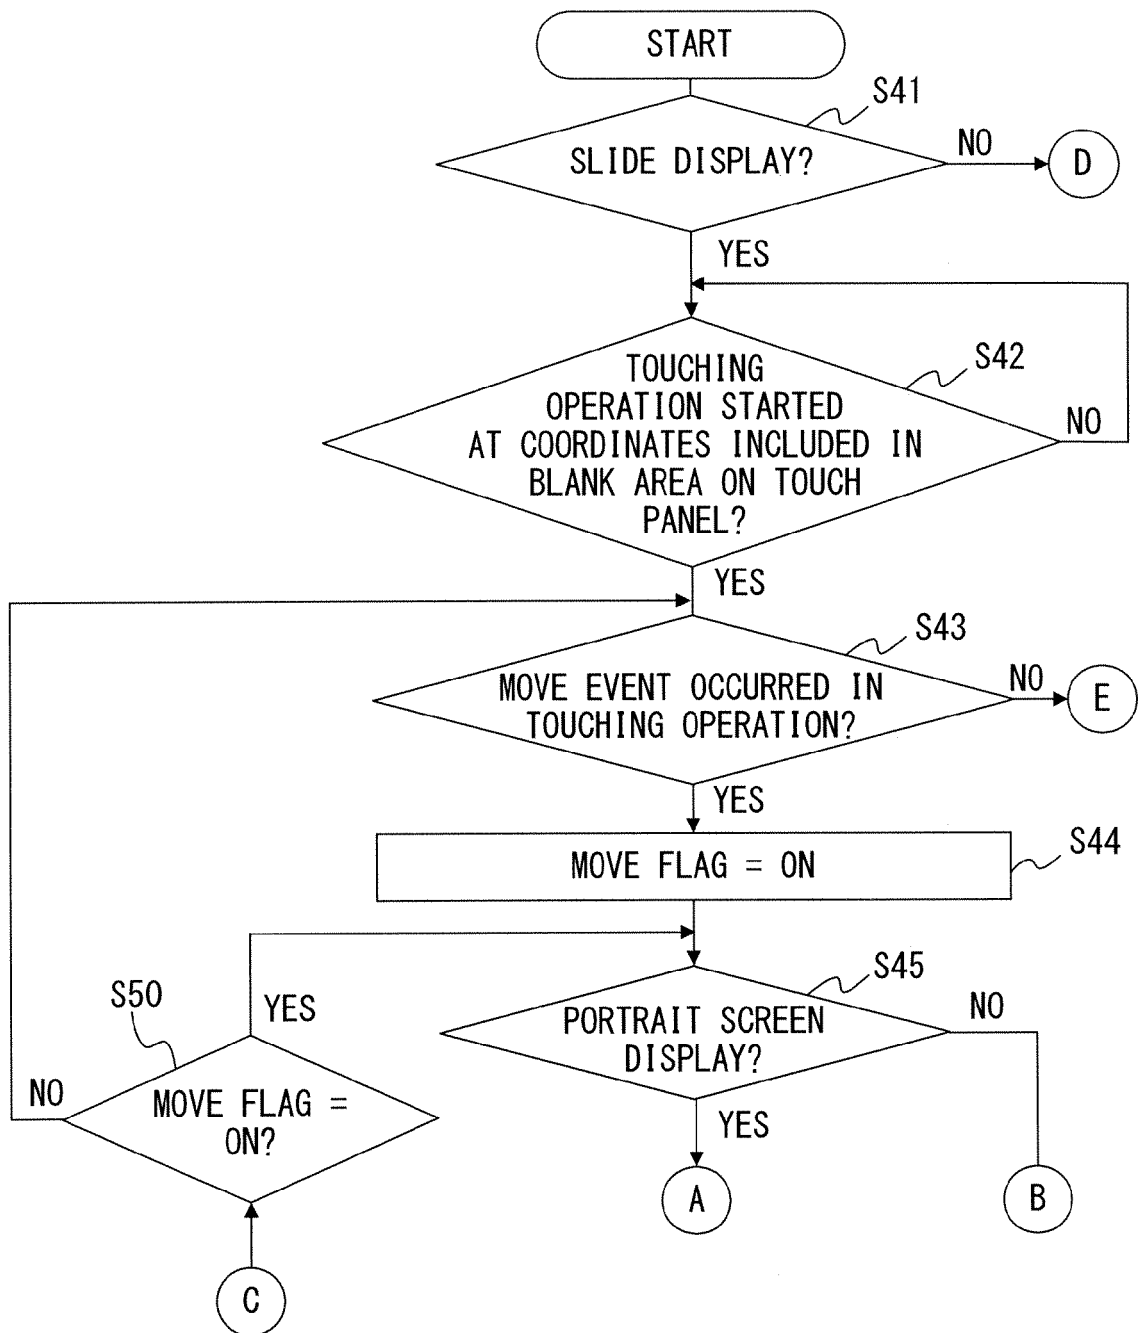 START
S41
SLIDE DISPLAY?
NO
D
YES
S42
TOUCHING
OPERATION STARTED
AT COORDINATES INCLUDED IN
BLANK AREA ON TOUCH
PANEL?
NO
YES
S43
MOVE EVENT OCCURRED IN
TOUCHING OPERATION?
NO
E
YES
S44
MOVE FLAG = ON
S45
PORTRAIT SCREEN
DISPLAY?
NO
YES
A
B
S50
YES
NO
MOVE FLAG =
ON?
C